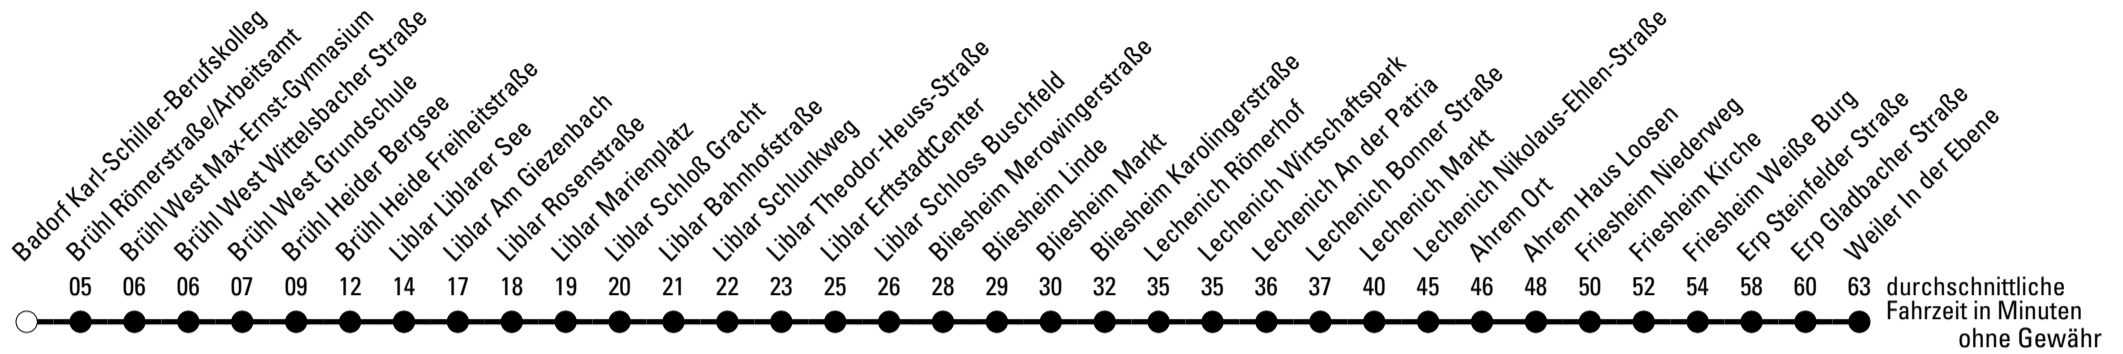 Badorf Karl-Schiller-Berufskolleg
Brühl Römerstraße/Arbeitsamt
Brühl West Max-Ernst-Gymnasium
Brühl West Wittelsbacher Straße
Brühl West Grundschule
Brühl Heider Bergsee
Brühl Heide Freiheitstraße
Liblar Liblarer See
Liblar Am Giezenbach
Liblar Rosenstraße
Liblar Marienplatz
Liblar Schloß Gracht
Liblar Bahnhofstraße
Liblar Schlunkweg
Liblar Theodor-Heuss-Straße
Liblar ErftstadtCenter
Liblar Schloss Buschfeld
Bliesheim Merowingerstraße
Bliesheim Linde
Bliesheim Markt
Bliesheim Karolingerstraße
Lechenich Römerhof
Lechenich Wirtschaftspark
Lechenich An der Patria
Lechenich Bonner Straße
Lechenich Markt
Lechenich Nikolaus-Ehlen-Straße
Ahrem Ort
Ahrem Haus Loosen
Friesheim Niederweg
Friesheim Kirche
Friesheim Weiße Burg
Erp Steinfelder Straße
Erp Gladbacher Straße
Weiler In der Ebene
05 06 06 07 09 12 14 17 18 19 20 21 22 23 25 26 28 29 30 32 35 35 36 37 40 45 46 48 50 52 54 58 60 63 durchschnittliche
Fahrzeit in Minuten
ohne Gewähr